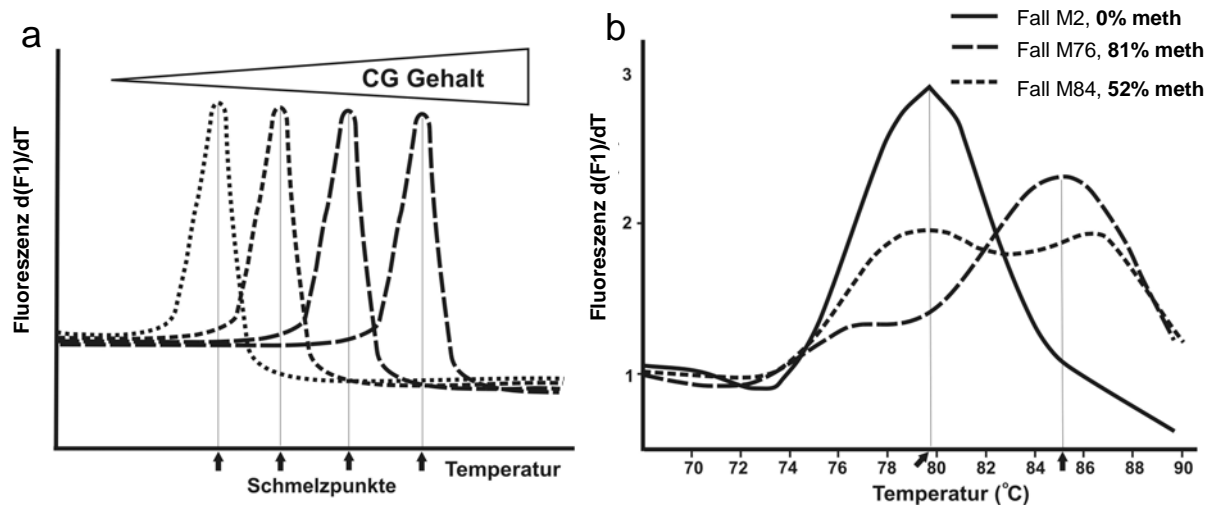 a
CG Gehalt
Fluoreszenz d(F1)/dT
Schmelzpunkte
Temperatur
b
Fall M2, 0% meth
Fall M76, 81% meth
Fall M84, 52% meth
Fluoreszenz d(F1)/dT
3
2
1
70 72 74 76 78 80 82 84 86 88 90
Temperatur (°C)